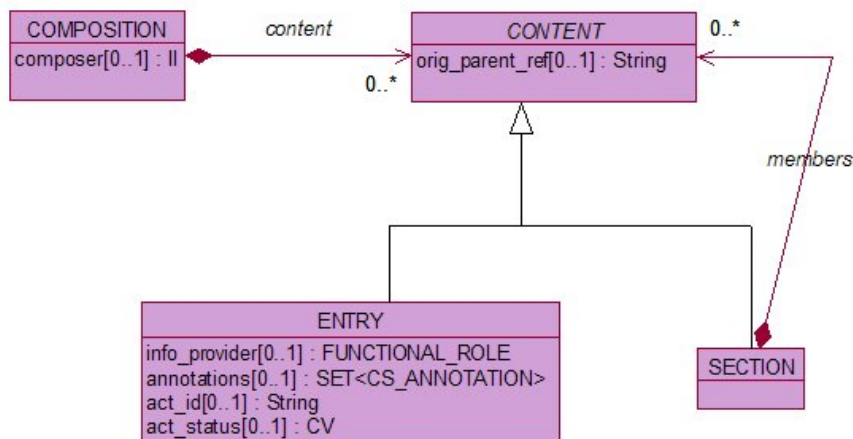 COMPOSITION
composer[0..1] : II
content
0..*
CONTENT
orig_parent_ref[0..1] : String
0..*
members
ENTRY
info_provider[0..1] : FUNCTIONAL_ROLE
annotations[0..1] : SET<CS_ANNOTATION>
act_id[0..1] : String
act_status[0..1] : CV
SECTION